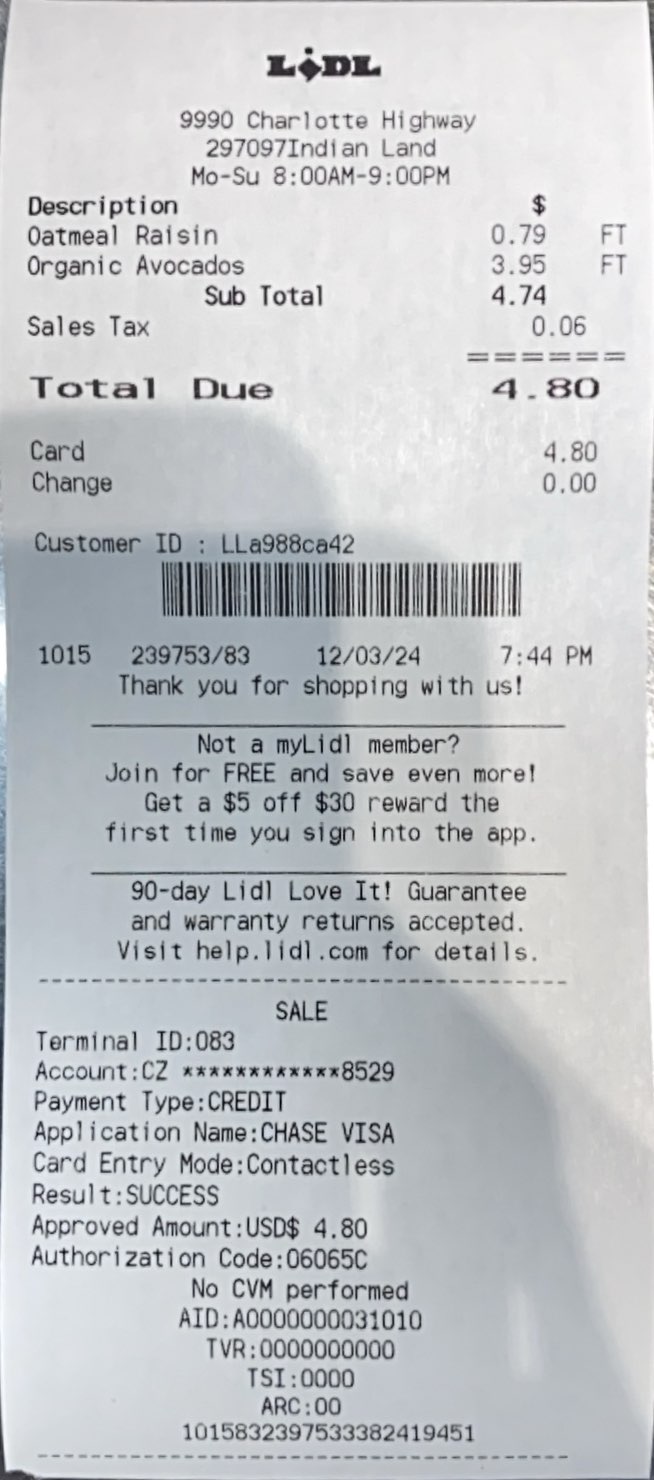 LIDL
9990 Charlotte Highway
297097Indian Land
Mo-Su 8:00AM-9:00PM
Description $
Oatmeal Raisin 0.79 FT
Organic Avocados 3.95 FT
Sub Total 4.74
Sales Tax 0.06
======
Total Due 4.80
Card 4.80
Change 0.00
Customer ID : LLa988ca42
1015 239753/83 12/03/24 7:44 PM
Thank you for shopping with us!
Not a myLidl member?
Join for FREE and save even more!
Get a $5 off $30 reward the
first time you sign into the app.
90-day Lidl Love It! Guarantee
and warranty returns accepted.
Visit help.lidl.com for details.
SALE
Terminal ID:083
Account:CZ ************8529
Payment Type:CREDIT
Application Name:CHASE VISA
Card Entry Mode:Contactless
Result:SUCCESS
Approved Amount:USD$ 4.80
Authorization Code:06065C
No CVM performed
AID:A0000000031010
TVR:0000000000
TSI:0000
ARC:00
1015832397533382419451